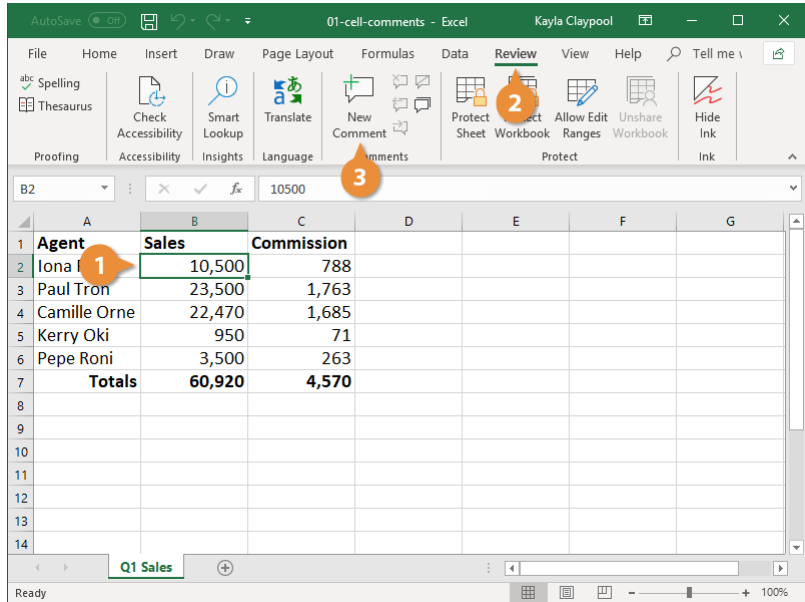 AutoSave Off 01-cell-comments - Excel Kayla Claypool
File Home Insert Draw Page Layout Formulas Data Review View Help Tell me
abc Spelling
Thesaurus
Check Accessibility
Smart Lookup
Translate
New Comment
Protect Sheet
Workbook
Allow Edit Ranges
Unshare Workbook
Hide Ink
Proofing Accessibility Insights Language Protect Ink
2
3
B2 fx 10500
A B C D E F G
1 Agent Sales Commission
2 Iona 1 10,500 788
3 Paul Tron 23,500 1,763
4 Camille Orne 22,470 1,685
5 Kerry Oki 950 71
6 Pepe Roni 3,500 263
7 Totals 60,920 4,570
8
9
10
11
12
13
14
Q1 Sales
Ready 100%